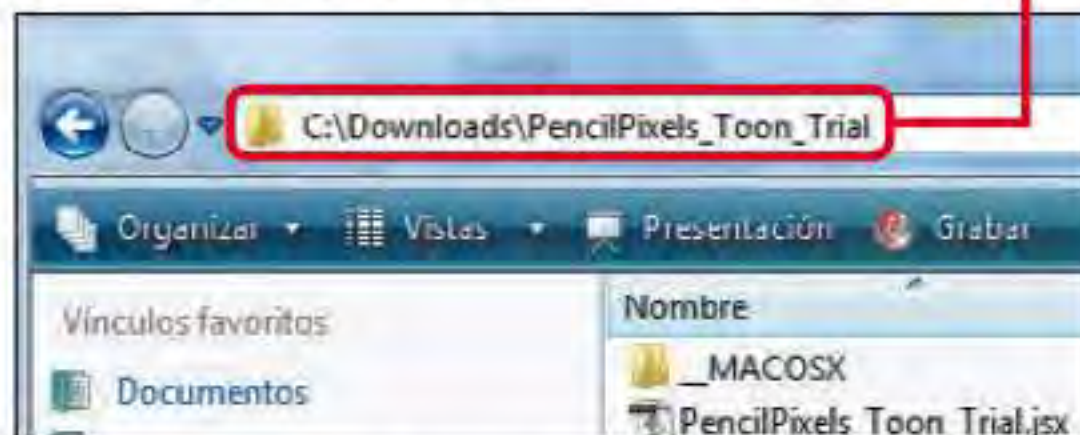 C:\Downloads\PencilPixels_Toon_Trial
Organizar Vistas Presentación Grabar
Vínculos favoritos
Nombre
Documentos
__MACOSX
PencilPixels_Toon_Trial.jsx